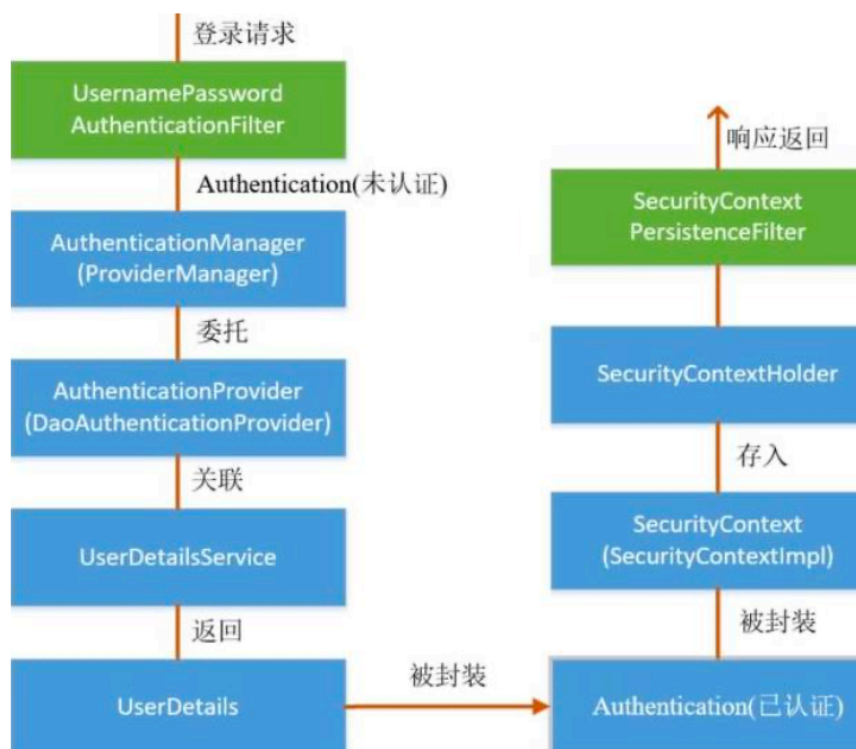 登录请求
UsernamePassword
AuthenticationFilter
Authentication(未认证)
AuthenticationManager
(ProviderManager)
委托
AuthenticationProvider
(DaoAuthenticationProvider)
关联
UserDetailsService
返回
UserDetails
被封装
Authentication(已认证)
被封装
SecurityContext
(SecurityContextImpl)
存入
SecurityContextHolder
SecurityContext
PersistenceFilter
响应返回